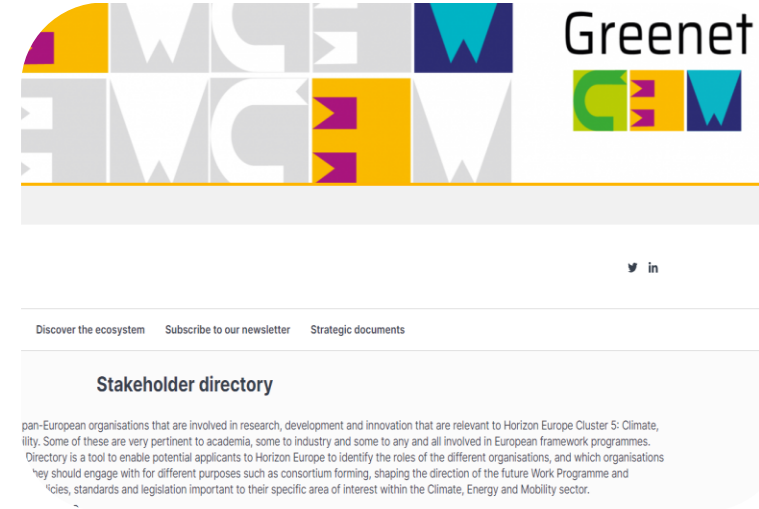 Greenet
CEW
Discover the ecosystem Subscribe to our newsletter Strategic documents
Stakeholder directory
pan-European organisations that are involved in research, development and innovation that are relevant to Horizon Europe Cluster 5: Climate,
ility. Some of these are very pertinent to academia, some to industry and some to any and all involved in European framework programmes.
Directory is a tool to enable potential applicants to Horizon Europe to identify the roles of the different organisations, and which organisations
hey should engage with for different purposes such as consortium forming, shaping the direction of the future Work Programme and
icies, standards and legislation important to their specific area of interest within the Climate, Energy and Mobility sector.